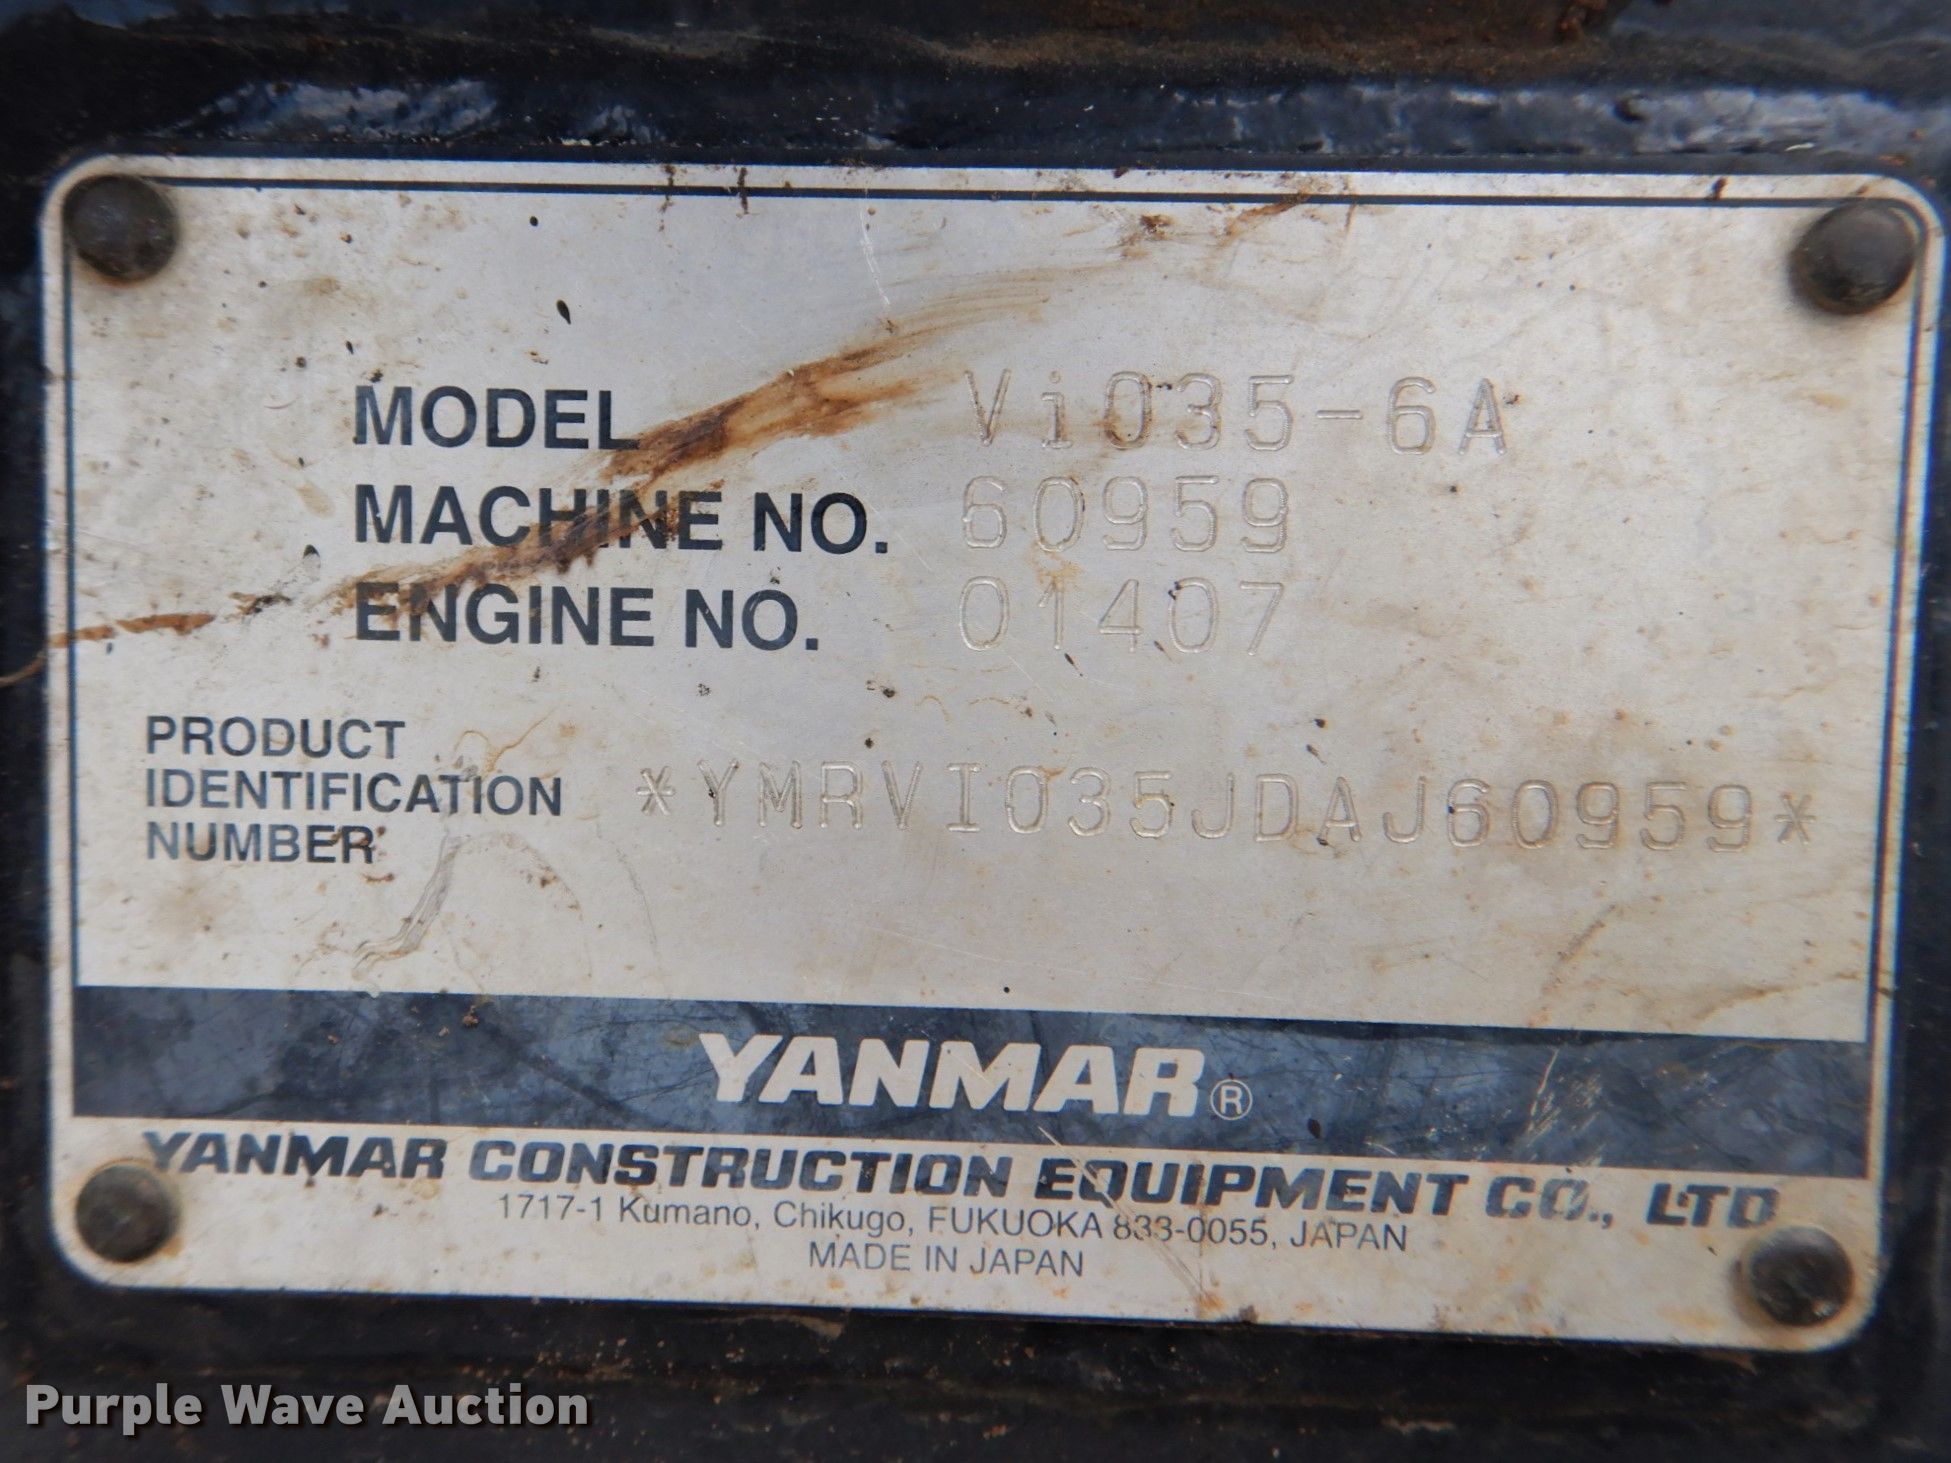 MODEL Vi035-6A
MACHINE NO. 60959
ENGINE NO. 01407
PRODUCT
IDENTIFICATION
NUMBER
*YMRVI035JDAJ60959*
YANMAR®
YANMAR CONSTRUCTION EQUIPMENT CO., LTD
1717-1 Kumano, Chikugo, FUKUOKA 833-0055, JAPAN
MADE IN JAPAN
Purple Wave Auction